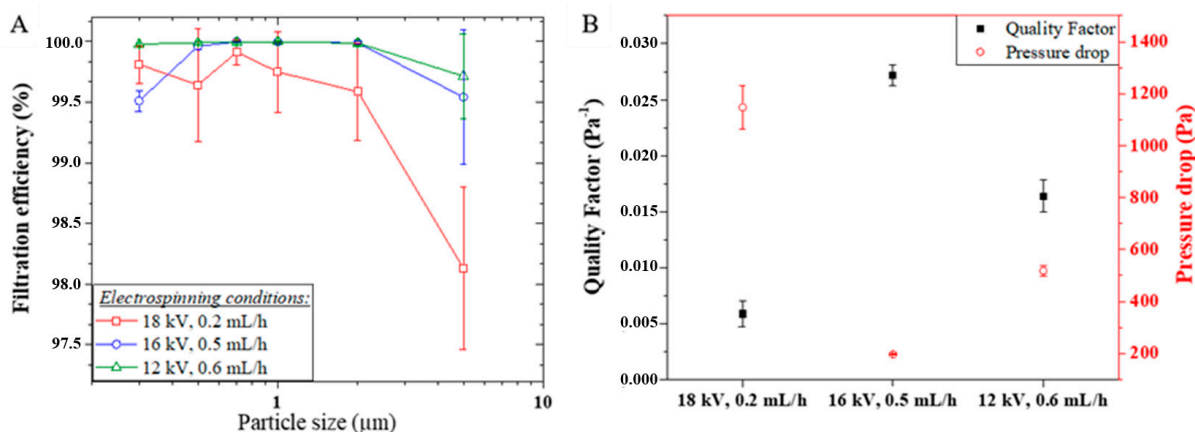 A
Filtration efficiency (%)
100.0
99.5
99.0
98.5
98.0
97.5
Electrospinning conditions:
18 kV, 0.2 mL/h
16 kV, 0.5 mL/h
12 kV, 0.6 mL/h
1
10
Particle size (µm)
B
Quality Factor (Pa-1)
0.030
0.025
0.020
0.015
0.010
0.005
0.000
Quality Factor
Pressure drop
1400
1200
1000
800
600
400
200
Pressure drop (Pa)
18 kV, 0.2 mL/h
16 kV, 0.5 mL/h
12 kV, 0.6 mL/h